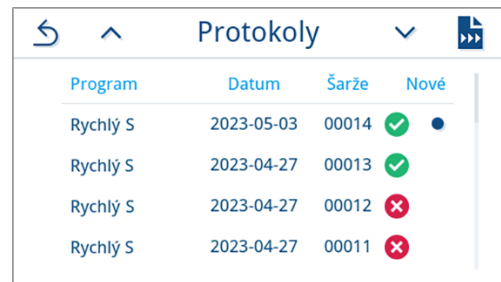 Protokoly
Program Datum Šarže Nové
Rychlý S 2023-05-03 00014
Rychlý S 2023-04-27 00013
Rychlý S 2023-04-27 00012
Rychlý S 2023-04-27 00011